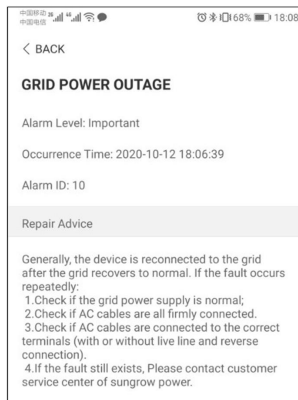 中国移动 26 46
中国电信 68% 18:08
< BACK
GRID POWER OUTAGE
Alarm Level: Important
Occurrence Time: 2020-10-12 18:06:39
Alarm ID: 10
Repair Advice
Generally, the device is reconnected to the grid
after the grid recovers to normal. If the fault occurs
repeatedly:
1.Check if the grid power supply is normal;
2.Check if AC cables are all firmly connected.
3.Check if AC cables are connected to the correct
terminals (with or without live line and reverse
connection).
4.If the fault still exists, Please contact customer
service center of sungrow power.